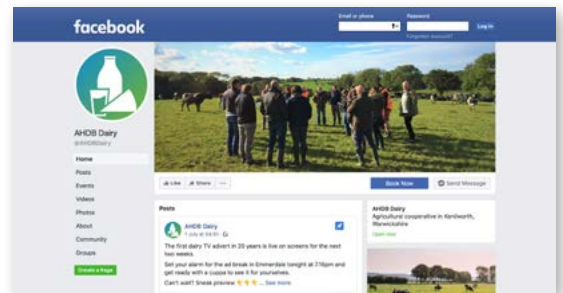 facebook
Email or phone
Password
Log In
Forgotten account?
AHDB Dairy
@AHDBDairy
Home
Posts
Events
Videos
Photos
About
Community
Groups
Create a Page
Like
Share
Book Now
Send Message
Posts
AHDB Dairy
1 July at 04:01
The first dairy TV advert in 20 years is live on screens for the next
two weeks.
Set your alarm for the ad break in Emmerdale tonight at 7.15pm and
get ready with a cuppa to see it for yourselves.
Can't wait? Sneak preview 👇👇👇... See more
AHDB Dairy
Agricultural cooperative in Kenilworth,
Warwickshire
Open now